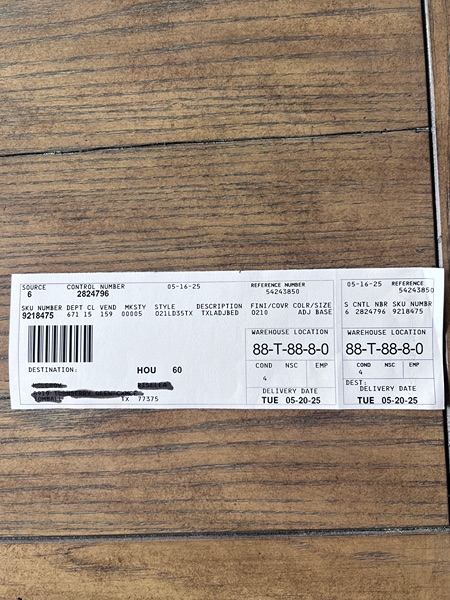 SOURCE CONTROL NUMBER 05-16-25 REFERENCE NUMBER
6 2824796 54243850
SKU NUMBER DEPT CL VEND MKSTY STYLE DESCRIPTION FINI/COVR COLR/SIZE
9218475 671 15 159 00005 021LD35TX TXLADJBED 0210 ADJ BASE
WAREHOUSE LOCATION
88-T-88-8-0
DESTINATION: HOU 60
COND NSC EMP
4
DELIVERY DATE
TX 77375
TUE 05-20-25
05-16-25 REFERENCE NUMBR
54243850
S CNTL NBR SKU NUMBR
6 2824796 9218475
WAREHOUSE LOCATION
88-T-88-8-0
COND NSC EMP
4
DEST:
DELIVERY DATE
TUE 05-20-25